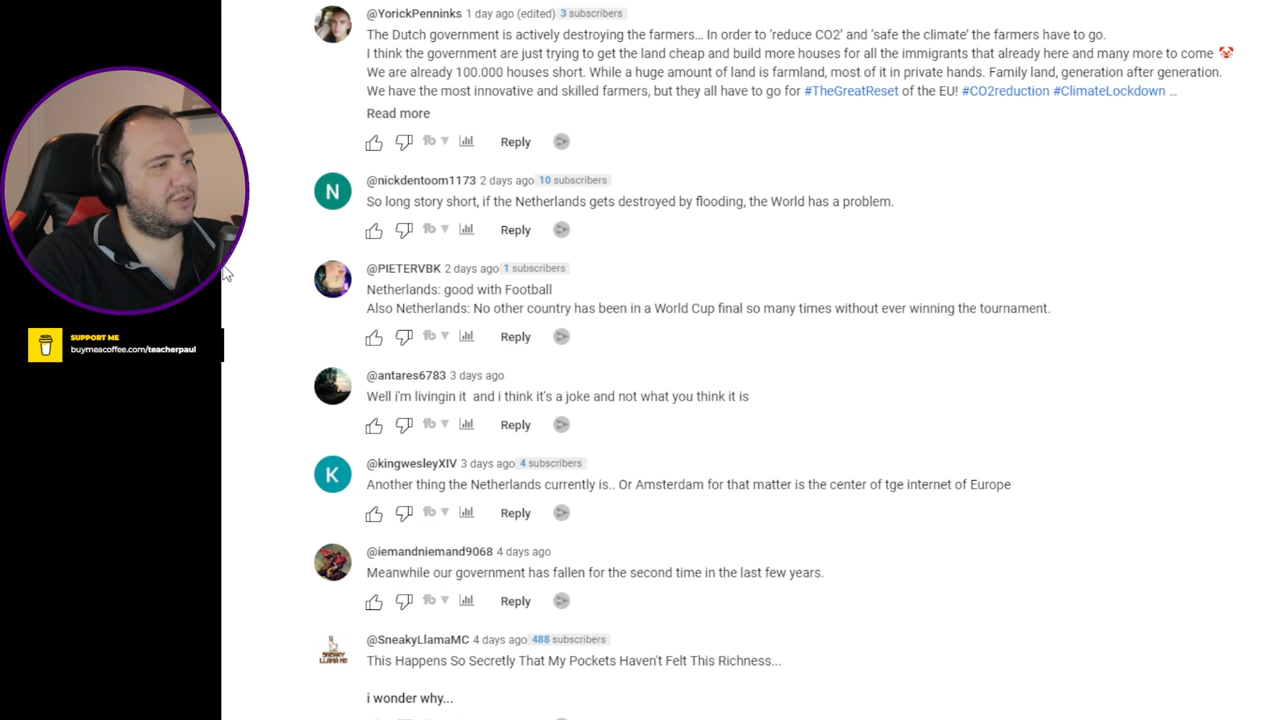 @YorickPenninks 1 day ago (edited) 3 subscribers
The Dutch government is actively destroying the farmers... In order to 'reduce CO2' and 'safe the climate' the farmers have to go.
I think the government are just trying to get the land cheap and build more houses for all the immigrants that already here and many more to come 🤡
We are already 100.000 houses short. While a huge amount of land is farmland, most of it in private hands. Family land, generation after generation.
We have the most innovative and skilled farmers, but they all have to go for #TheGreatReset of the EU! #CO2reduction #ClimateLockdown ...
Read more
Reply
N
@nickdentoom1173 2 days ago 10 subscribers
So long story short, if the Netherlands gets destroyed by flooding, the World has a problem.
Reply
@PIETERVBK 2 days ago 1 subscribers
Netherlands: good with Football
Also Netherlands: No other country has been in a World Cup final so many times without ever winning the tournament.
Reply
SUPPORT ME
buymeacoffee.com/teacherpaul
@antares6783 3 days ago
Well i'm livingin it and i think it's a joke and not what you think it is
Reply
K
@kingwesleyXIV 3 days ago 4 subscribers
Another thing the Netherlands currently is.. Or Amsterdam for that matter is the center of tge internet of Europe
Reply
@iemandniemand9068 4 days ago
Meanwhile our government has fallen for the second time in the last few years.
Reply
SNEAKY
LLAMA MC
@SneakyLlamaMC 4 days ago 488 subscribers
This Happens So Secretly That My Pockets Haven't Felt This Richness...
i wonder why...